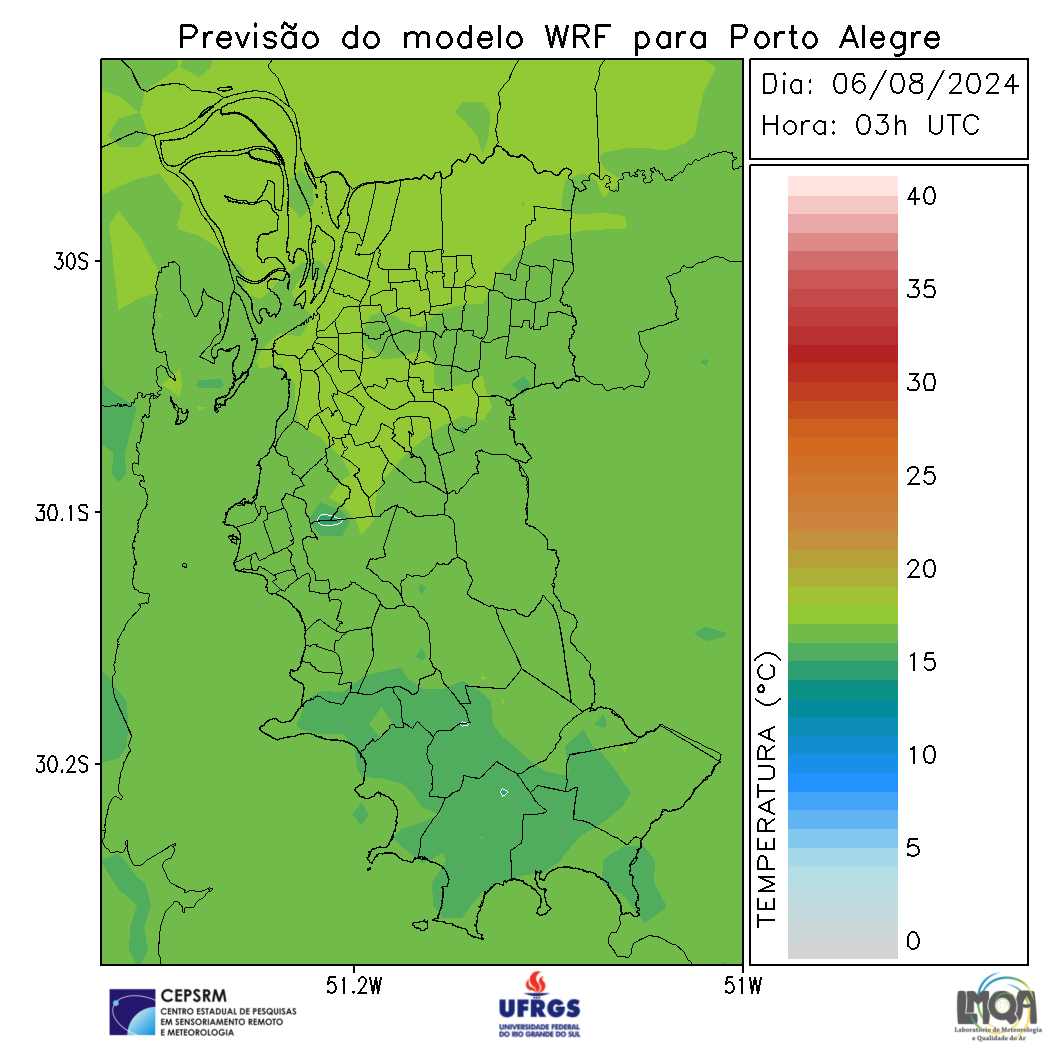 Previsão do modelo WRF para Porto Alegre
Dia: 06/08/2024
Hora: 03h UTC
30S
30.1S
30.2S
51.2W
51W
TEMPERATURA (°C)
40
35
30
25
20
15
10
5
0
CEPSRM
CENTRO ESTADUAL DE PESQUISAS
EM SENSORIAMENTO REMOTO
E METEOROLOGIA
UFRGS
UNIVERSIDADE FEDERAL
DO RIO GRANDE DO SUL
LMQA
Laboratório de Meteorologia
e Qualidade do Ar